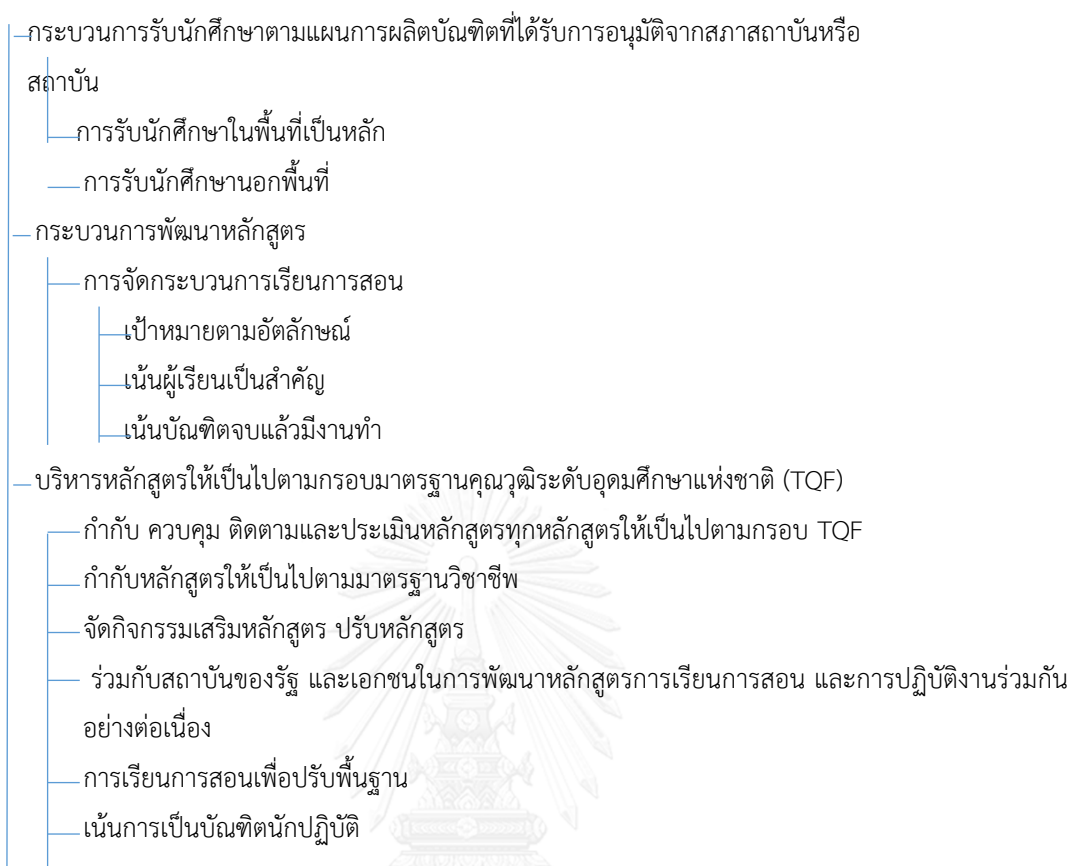 กระบวนการรับนักศึกษาตามแผนการผลิตบัณฑิตที่ได้รับการอนุมัติจากสภาสถาบันหรือ
สถาบัน
การรับนักศึกษาในพื้นที่เป็นหลัก
การรับนักศึกษานอกพื้นที่
กระบวนการพัฒนาหลักสูตร
การจัดกระบวนการเรียนการสอน
เป้าหมายตามอัตลักษณ์
เน้นผู้เรียนเป็นสำคัญ
เน้นบัณฑิตจบแล้วมีงานทำ
บริหารหลักสูตรให้เป็นไปตามกรอบมาตรฐานคุณวุฒิระดับอุดมศึกษาแห่งชาติ (TQF)
กำกับ ควบคุม ติดตามและประเมินหลักสูตรทุกหลักสูตรให้เป็นไปตามกรอบ TQF
กำกับหลักสูตรให้เป็นไปตามมาตรฐานวิชาชีพ
จัดกิจกรรมเสริมหลักสูตร ปรับหลักสูตร
ร่วมกับสถาบันของรัฐ และเอกชนในการพัฒนาหลักสูตรการเรียนการสอน และการปฏิบัติงานร่วมกัน
อย่างต่อเนื่อง
การเรียนการสอนเพื่อปรับพื้นฐาน
เน้นการเป็นบัณฑิตนักปฏิบัติ